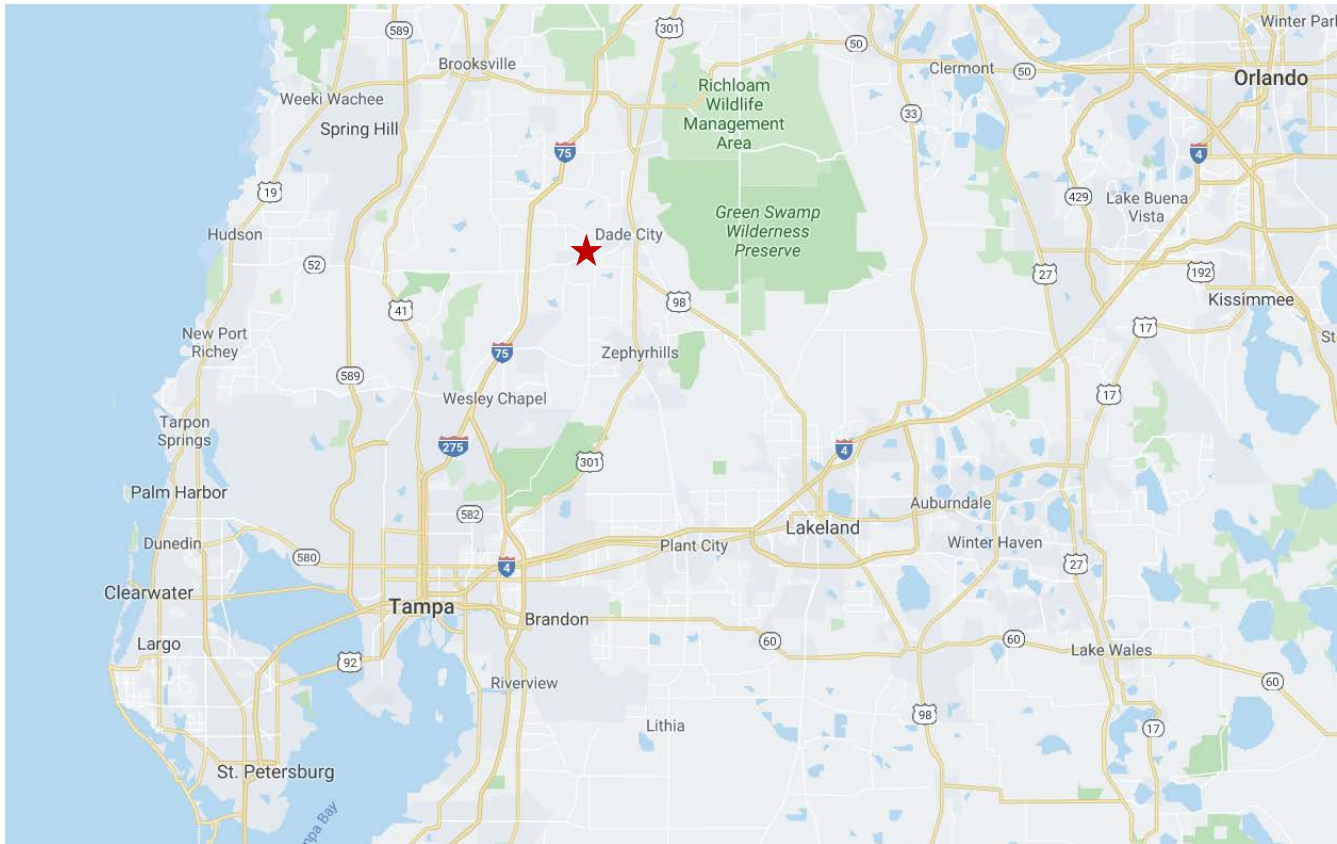 589
301
Winter Parl
Brooksville
50
Clermont
50
Orlando
Weeki Wachee
Richloam
Wildlife
Management
Area
33
Spring Hill
75
4
19
429
Lake Buena
Vista
Hudson
Dade City
Green Swamp
Wilderness
Preserve
52
27
192
41
98
Kissimmee
New Port
Richey
17
St
75
Zephyrhills
589
17
Wesley Chapel
Tarpon
Springs
275
301
4
Palm Harbor
582
Auburndale
Lakeland
Dunedin
580
Plant City
Winter Haven
4
27
Clearwater
Tampa
Brandon
60
60
Largo
92
Lake Wales
60
Riverview
98
Lithia
17
St. Petersburg
mpa Bay